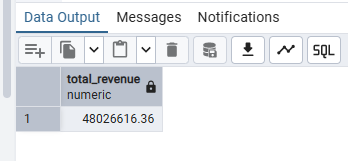 Data Output Messages Notifications
SQL
total_revenue
numeric
1 48026616.36